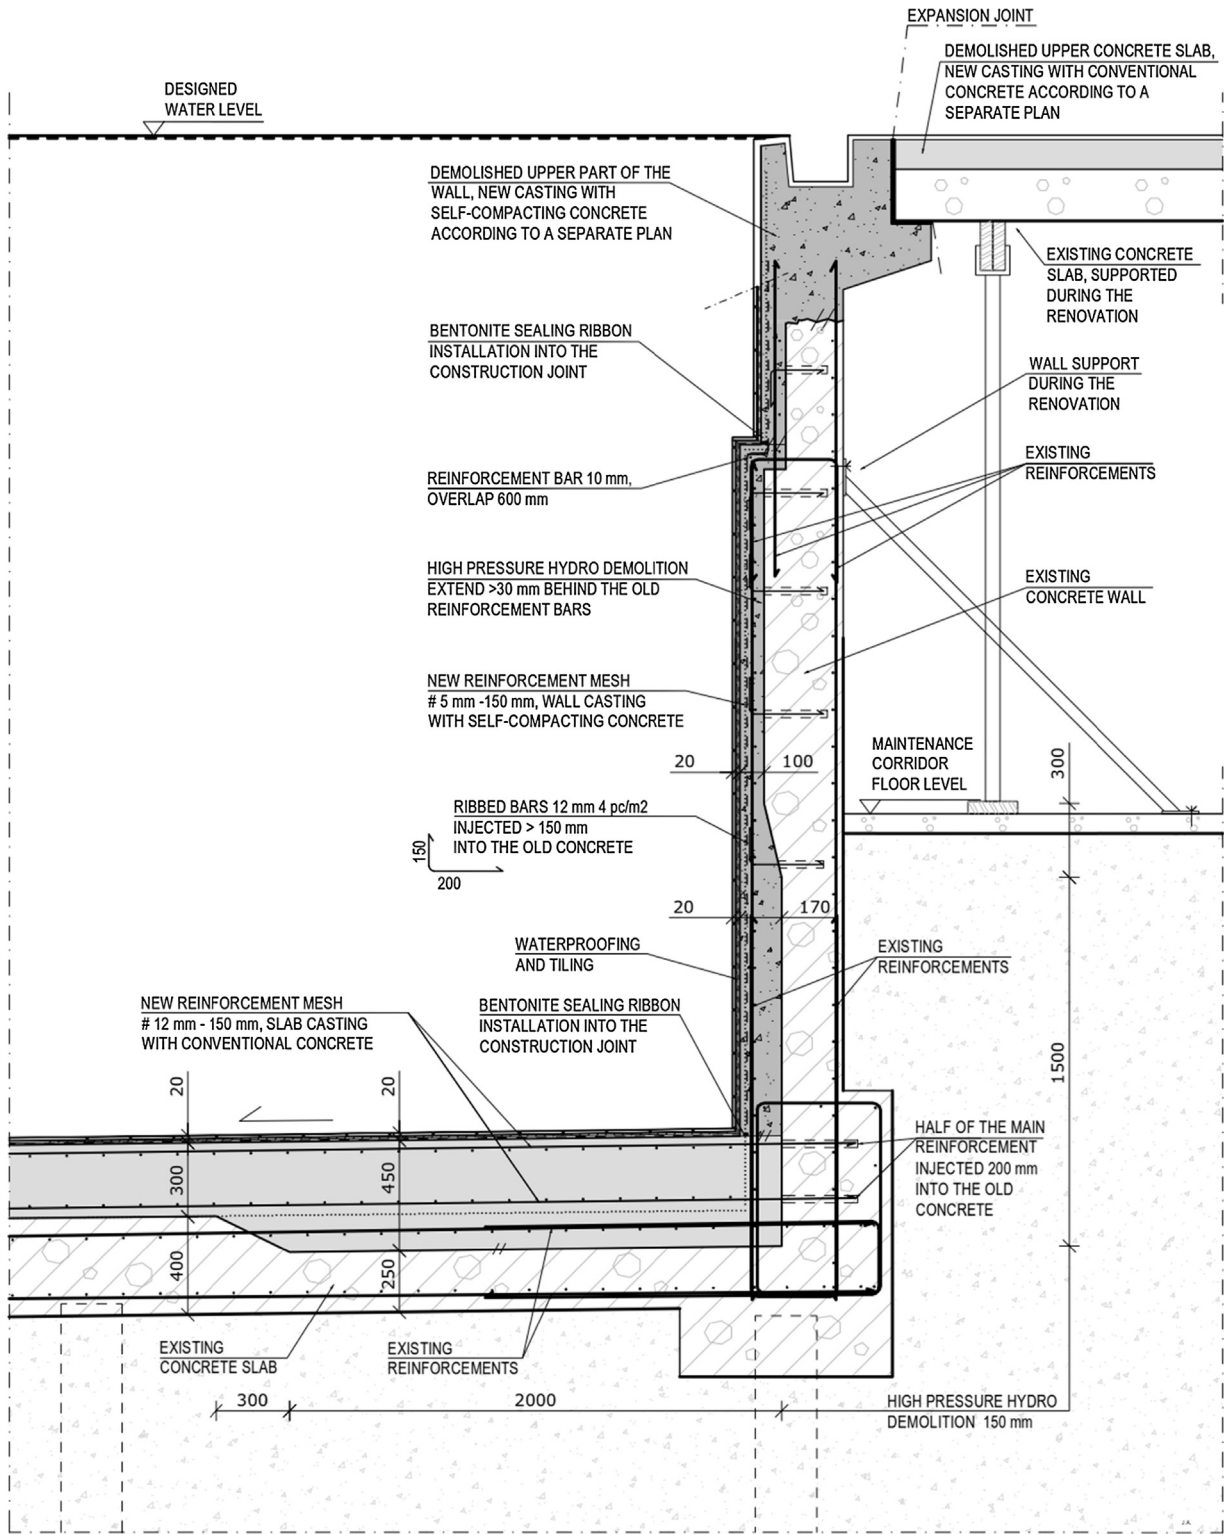 EXPANSION JOINT
DEMOLISHED UPPER CONCRETE SLAB,
NEW CASTING WITH CONVENTIONAL
CONCRETE ACCORDING TO A
SEPARATE PLAN
DESIGNED
WATER LEVEL
DEMOLISHED UPPER PART OF THE
WALL, NEW CASTING WITH
SELF-COMPACTING CONCRETE
ACCORDING TO A SEPARATE PLAN
EXISTING CONCRETE
SLAB, SUPPORTED
DURING THE
RENOVATION
BENTONITE SEALING RIBBON
INSTALLATION INTO THE
CONSTRUCTION JOINT
WALL SUPPORT
DURING THE
RENOVATION
EXISTING
REINFORCEMENTS
REINFORCEMENT BAR 10 mm,
OVERLAP 600 mm
HIGH PRESSURE HYDRO DEMOLITION
EXTEND >30 mm BEHIND THE OLD
REINFORCEMENT BARS
EXISTING
CONCRETE WALL
NEW REINFORCEMENT MESH
# 5 mm -150 mm, WALL CASTING
WITH SELF-COMPACTING CONCRETE
20
100
MAINTENANCE
CORRIDOR
FLOOR LEVEL
300
RIBBED BARS 12 mm 4 pc/m2
INJECTED > 150 mm
INTO THE OLD CONCRETE
150
200
20
170
WATERPROOFING
AND TILING
EXISTING
REINFORCEMENTS
NEW REINFORCEMENT MESH
# 12 mm - 150 mm, SLAB CASTING
WITH CONVENTIONAL CONCRETE
BENTONITE SEALING RIBBON
INSTALLATION INTO THE
CONSTRUCTION JOINT
1500
20
20
300
450
HALF OF THE MAIN
REINFORCEMENT
INJECTED 200 mm
INTO THE OLD
CONCRETE
400
250
EXISTING
CONCRETE SLAB
EXISTING
REINFORCEMENTS
300
2000
HIGH PRESSURE HYDRO
DEMOLITION 150 mm